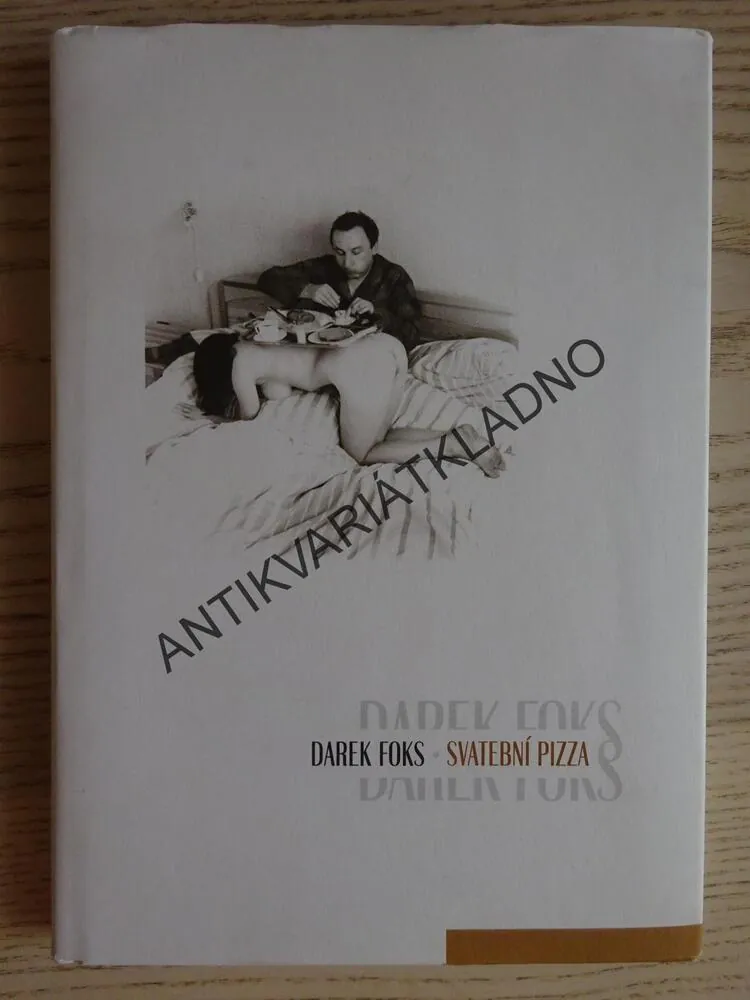 ANTIKVARIÁTKLADNO
DAREK FOKS
DAREK FOKS · SVATEBNÍ PIZZA
DAREK FOKS